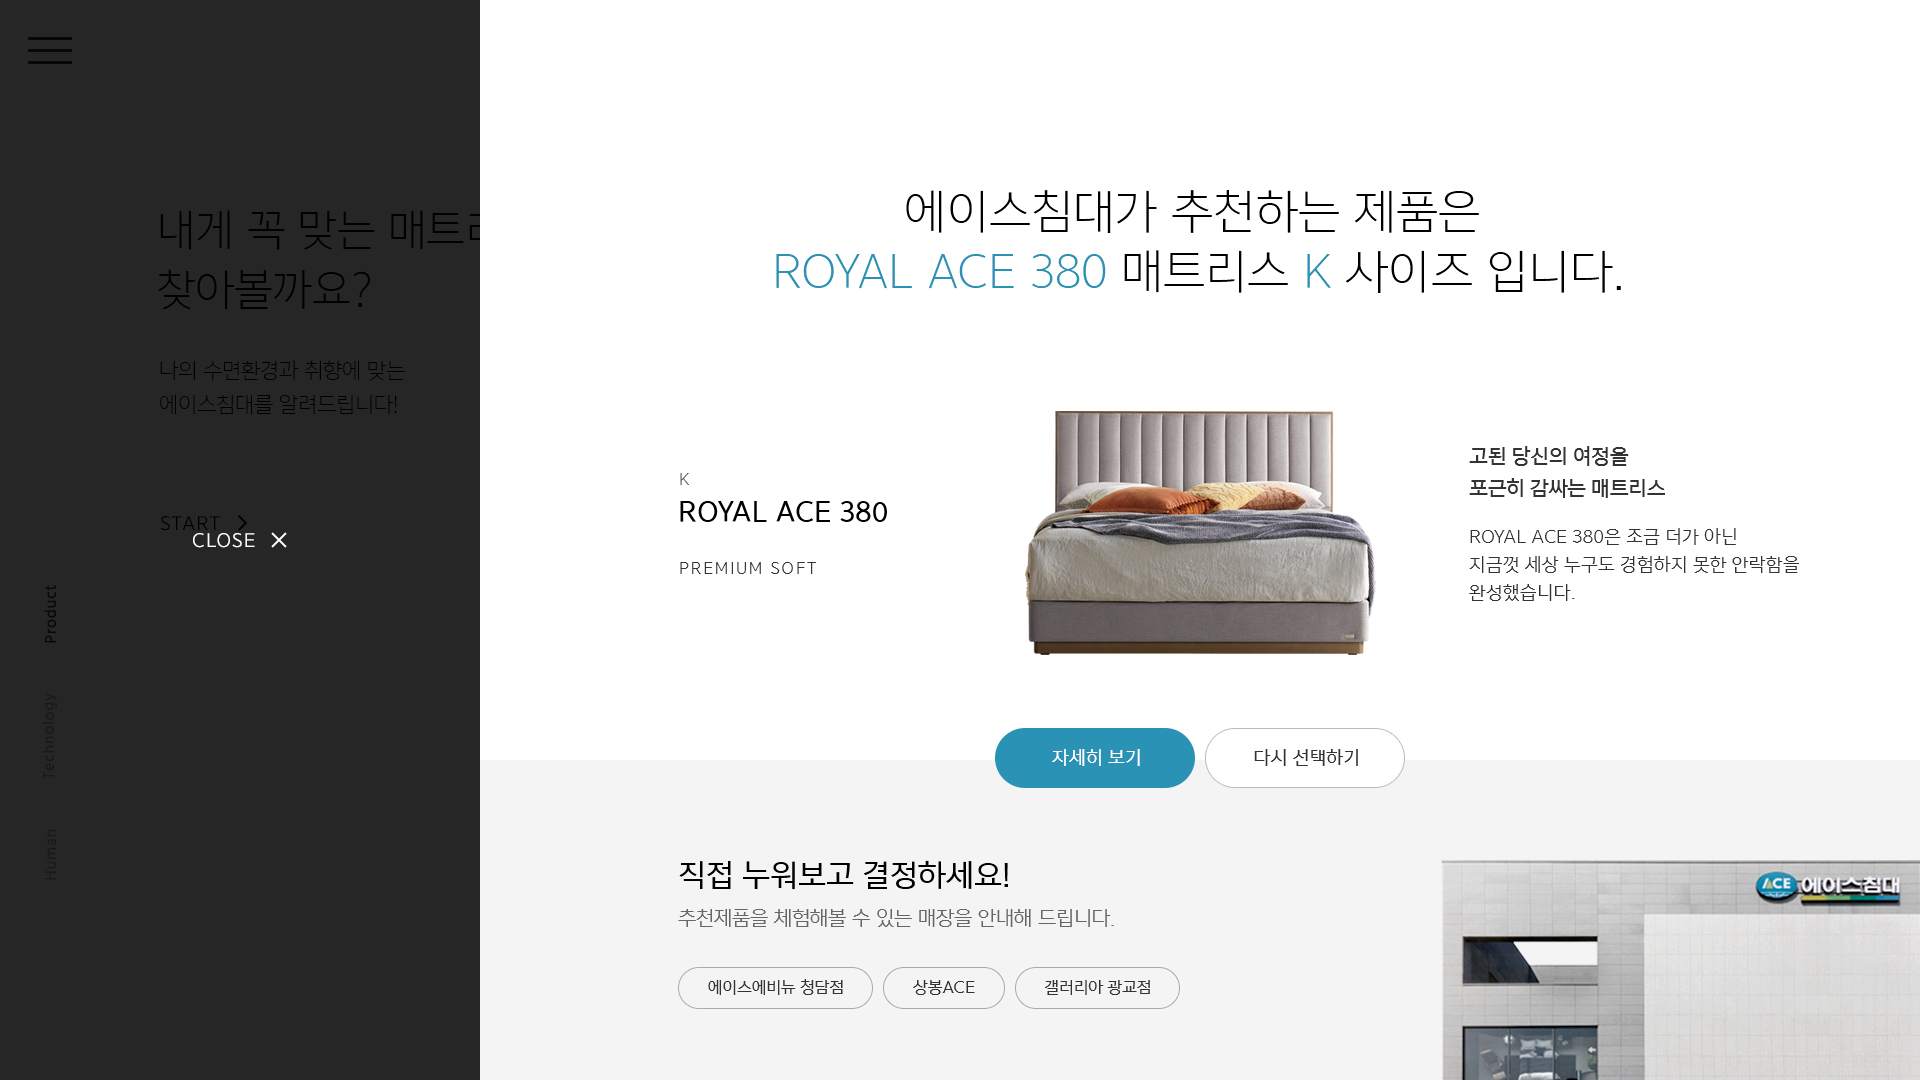 내게 꼭 맞는 매트리
찾아볼까요?
나의 수면환경과 취향에 맞는
에이스침대를 알려드립니다!
START
CLOSE
Product
Technology
Human
에이스침대가 추천하는 제품은
ROYAL ACE 380 매트리스 K 사이즈 입니다.
K
ROYAL ACE 380
PREMIUM SOFT
고된 당신의 여정을
포근히 감싸는 매트리스
ROYAL ACE 380은 조금 더가 아닌
지금껏 세상 누구도 경험하지 못한 안락함을
완성했습니다.
자세히 보기
다시 선택하기
직접 누워보고 결정하세요!
추천제품을 체험해볼 수 있는 매장을 안내해 드립니다.
에이스에비뉴 청담점
상봉ACE
갤러리아 광교점
ACE 에이스침대